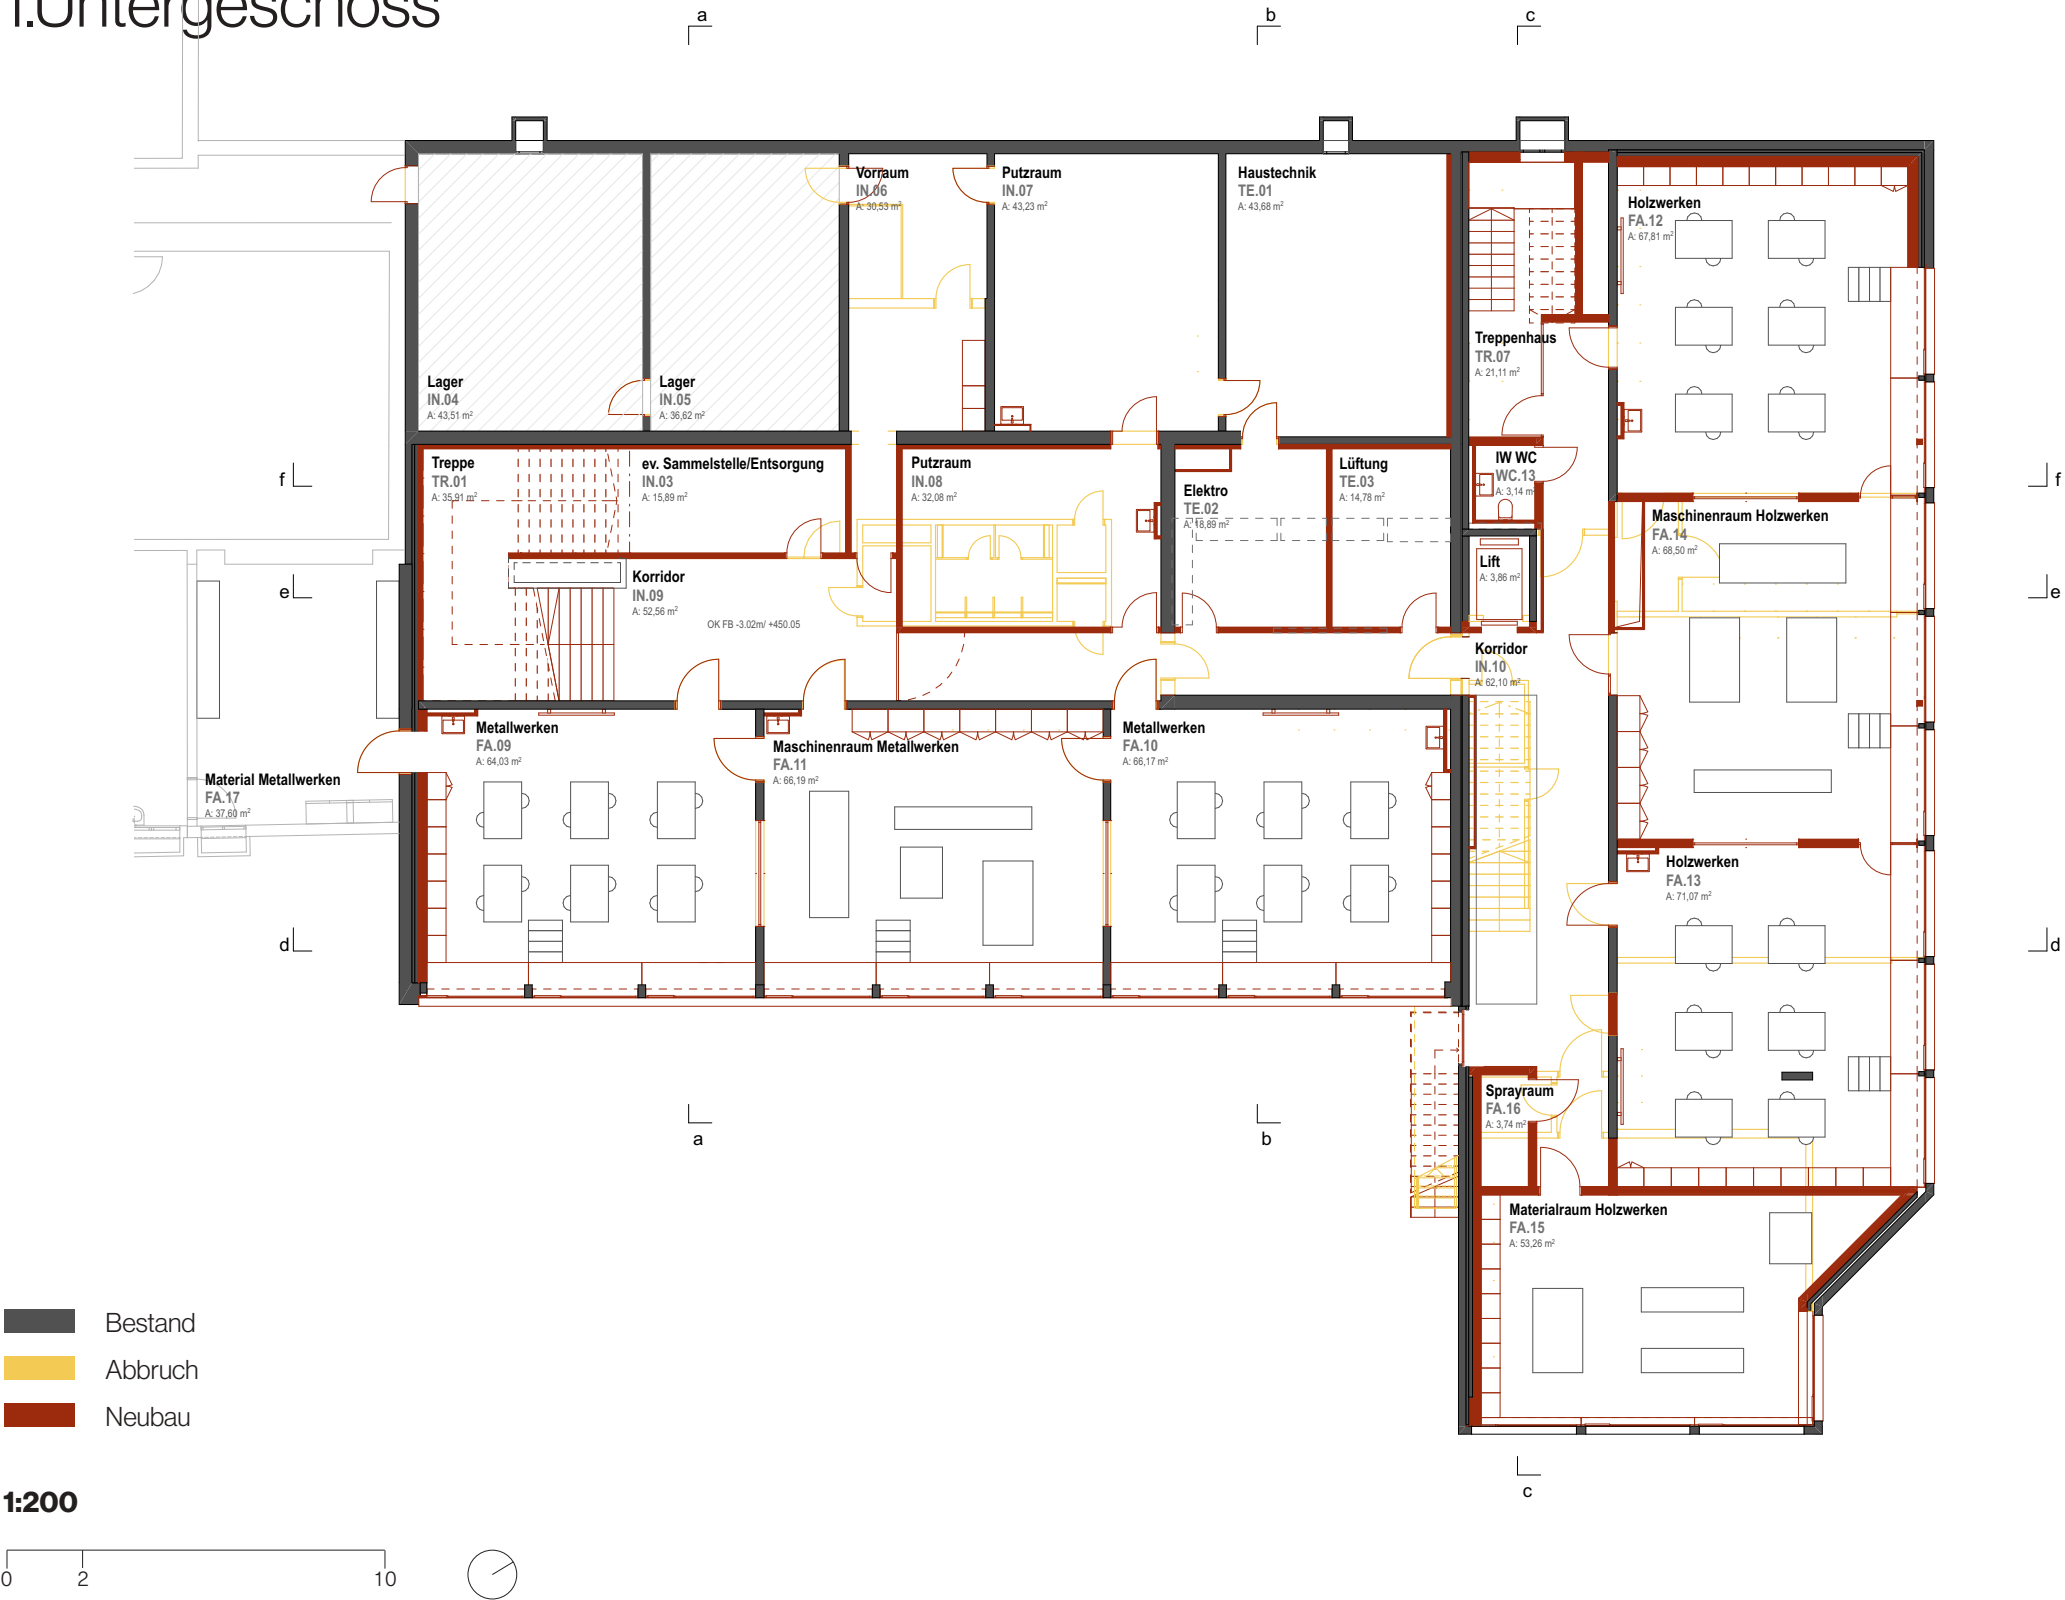 1.Untergeschoss
a
b
c
Vorraum
IN.06
A: 30,53 m²
Putzraum
IN.07
A: 43,23 m²
Haustechnik
TE.01
A: 43,68 m²
Holzwerken
FA.12
A: 67,81 m²
Treppenhaus
TR.07
A: 21,11 m²
Lager
IN.04
A: 43,51 m²
Lager
IN.05
A: 36,62 m²
f
Treppe
TR.01
A: 35,91 m²
ev. Sammelstelle/Entsorgung
IN.03
A: 15,89 m²
Putzraum
IN.08
A: 32,08 m²
Elektro
TE.02
A: 18,89 m²
Lüftung
TE.03
A: 14,78 m²
IW WC
WC.13
A: 3,14 m²
f
Maschinenraum Holzwerken
FA.14
A: 68,50 m²
e
Korridor
IN.09
A: 52,56 m²
OK FB -3.02m/ +450.05
Lift
A: 3,86 m²
e
Korridor
IN.10
A: 62,10 m²
Material Metallwerken
FA.17
A: 37,60 m²
Metallwerken
FA.09
A: 64,03 m²
Maschinenraum Metallwerken
FA.11
A: 66,19 m²
Metallwerken
FA.10
A: 66,17 m²
Holzwerken
FA.13
A: 71,07 m²
d
d
Sprayraum
FA.16
A: 3,74 m²
a
b
Materialraum Holzwerken
FA.15
A: 53,26 m²
Bestand
Abbruch
Neubau
c
1:200
0
2
10